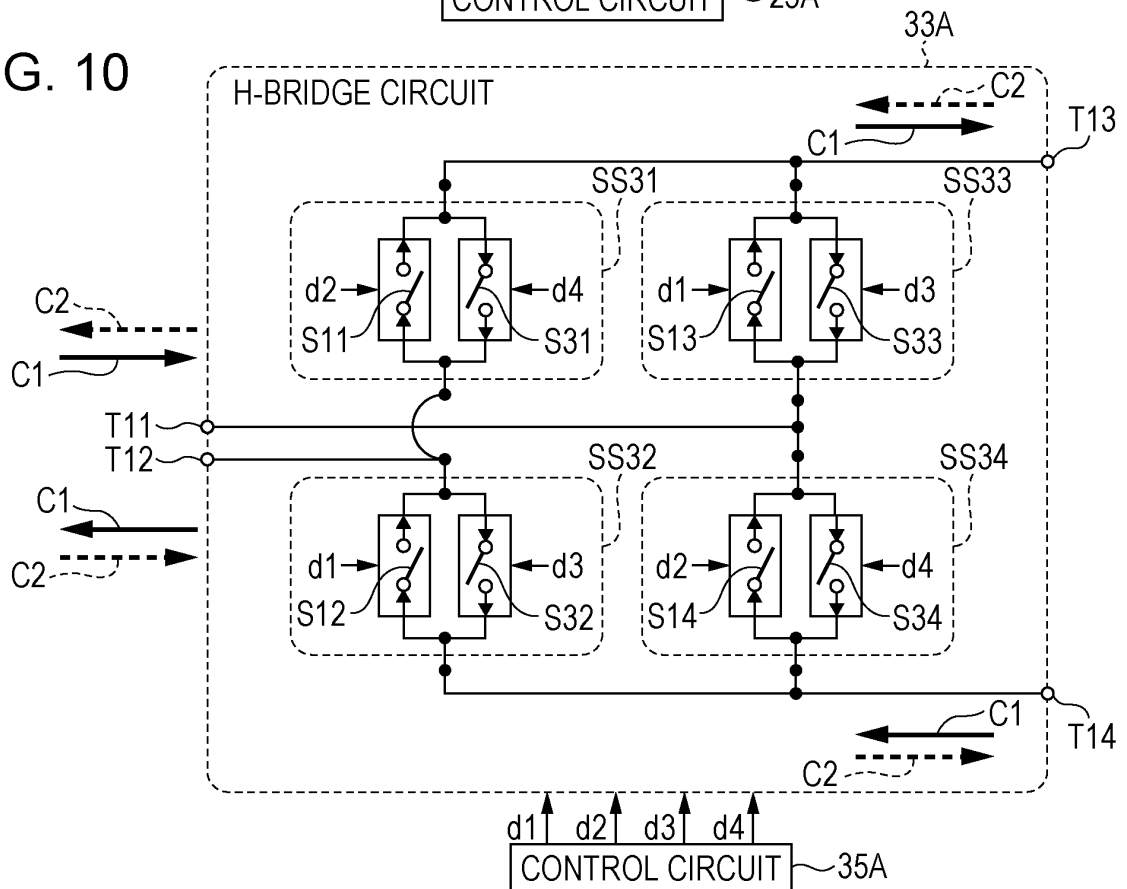 CONTROL CIRCUIT 25A
33A
G. 10
H-BRIDGE CIRCUIT
C2
T13
C1
SS31
SS33
d2
d4
d1
d3
C2
S11
S31
S13
S33
C1
T11
T12
SS32
SS34
C1
d1
d3
d2
d4
C2
S12
S32
S14
S34
C1
T14
C2
d1 d2 d3 d4
CONTROL CIRCUIT 35A